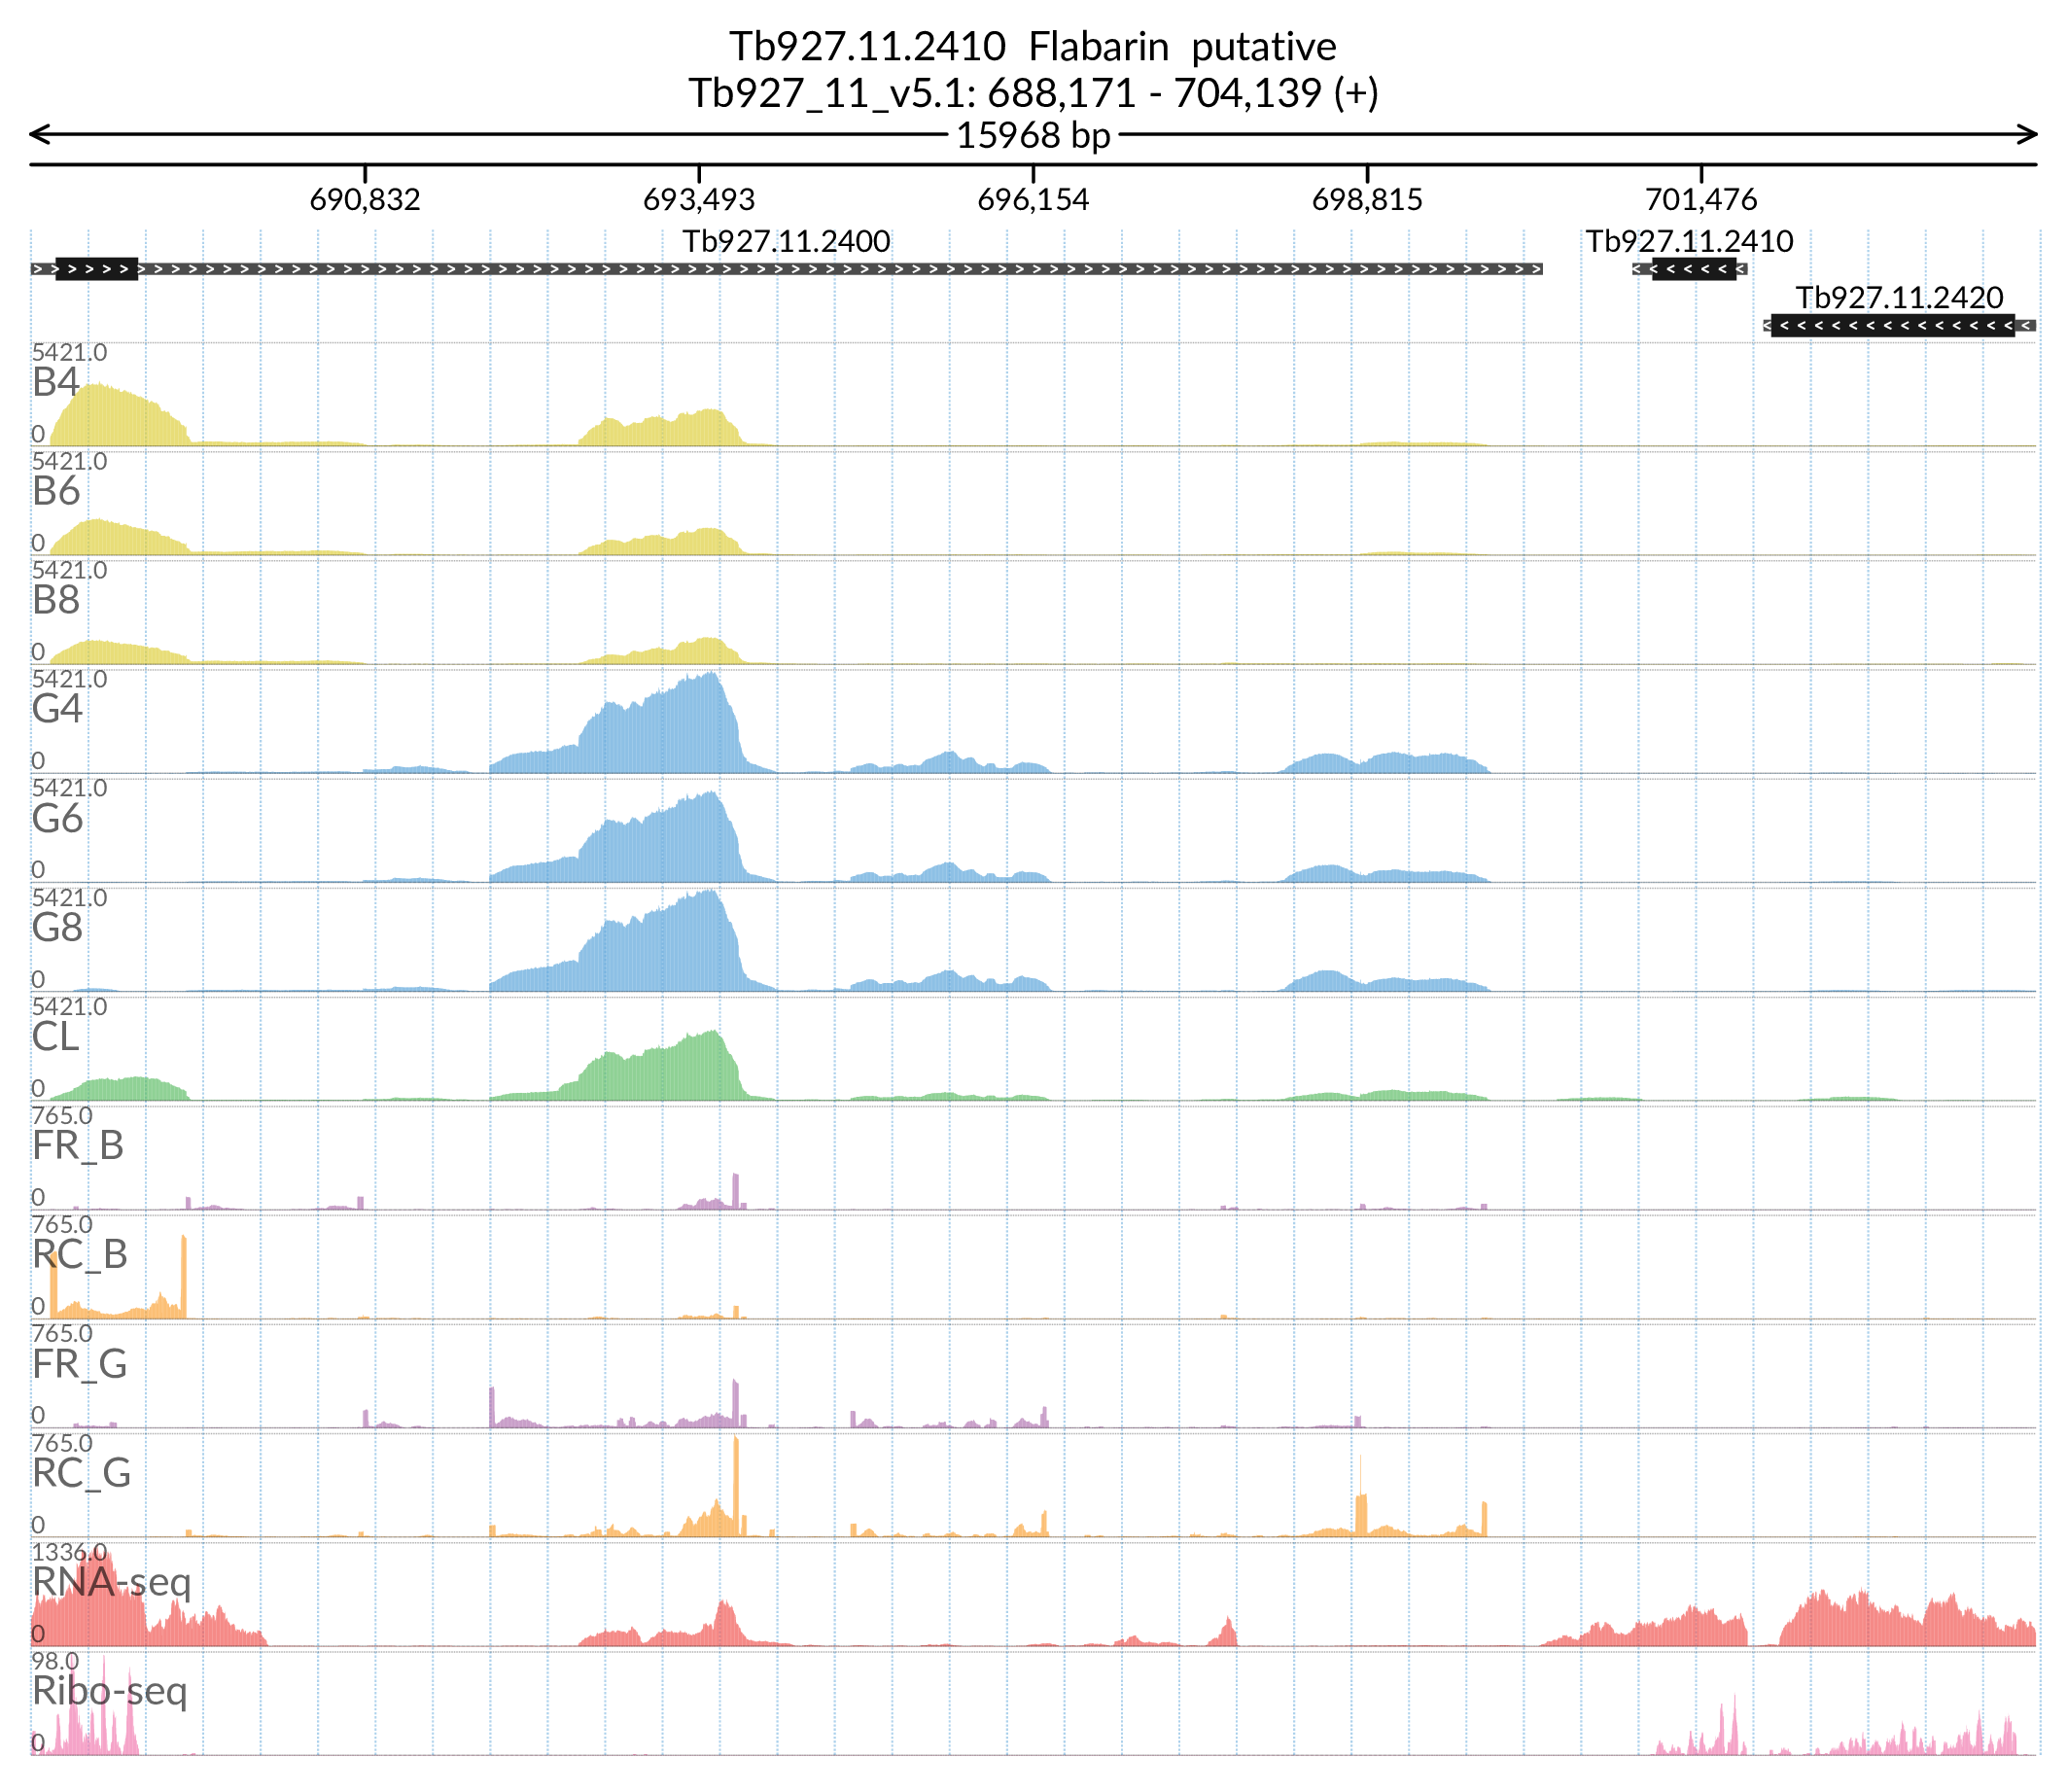 Tb927.11.2410 Flabarin putative
Tb927_11_v5.1: 688,171 - 704,139 (+)
15968 bp
690,832 693,493 696,154 698,815 701,476
Tb927.11.2400 Tb927.11.2410
Tb927.11.2420
5421.0
B4
0
5421.0
B6
0
5421.0
B8
0
5421.0
G4
0
5421.0
G6
0
5421.0
G8
0
5421.0
CL
0
765.0
FR_B
0
765.0
RC_B
0
765.0
FR_G
0
765.0
RC_G
0
1336.0
RNA-seq
0
98.0
Ribo-seq
0